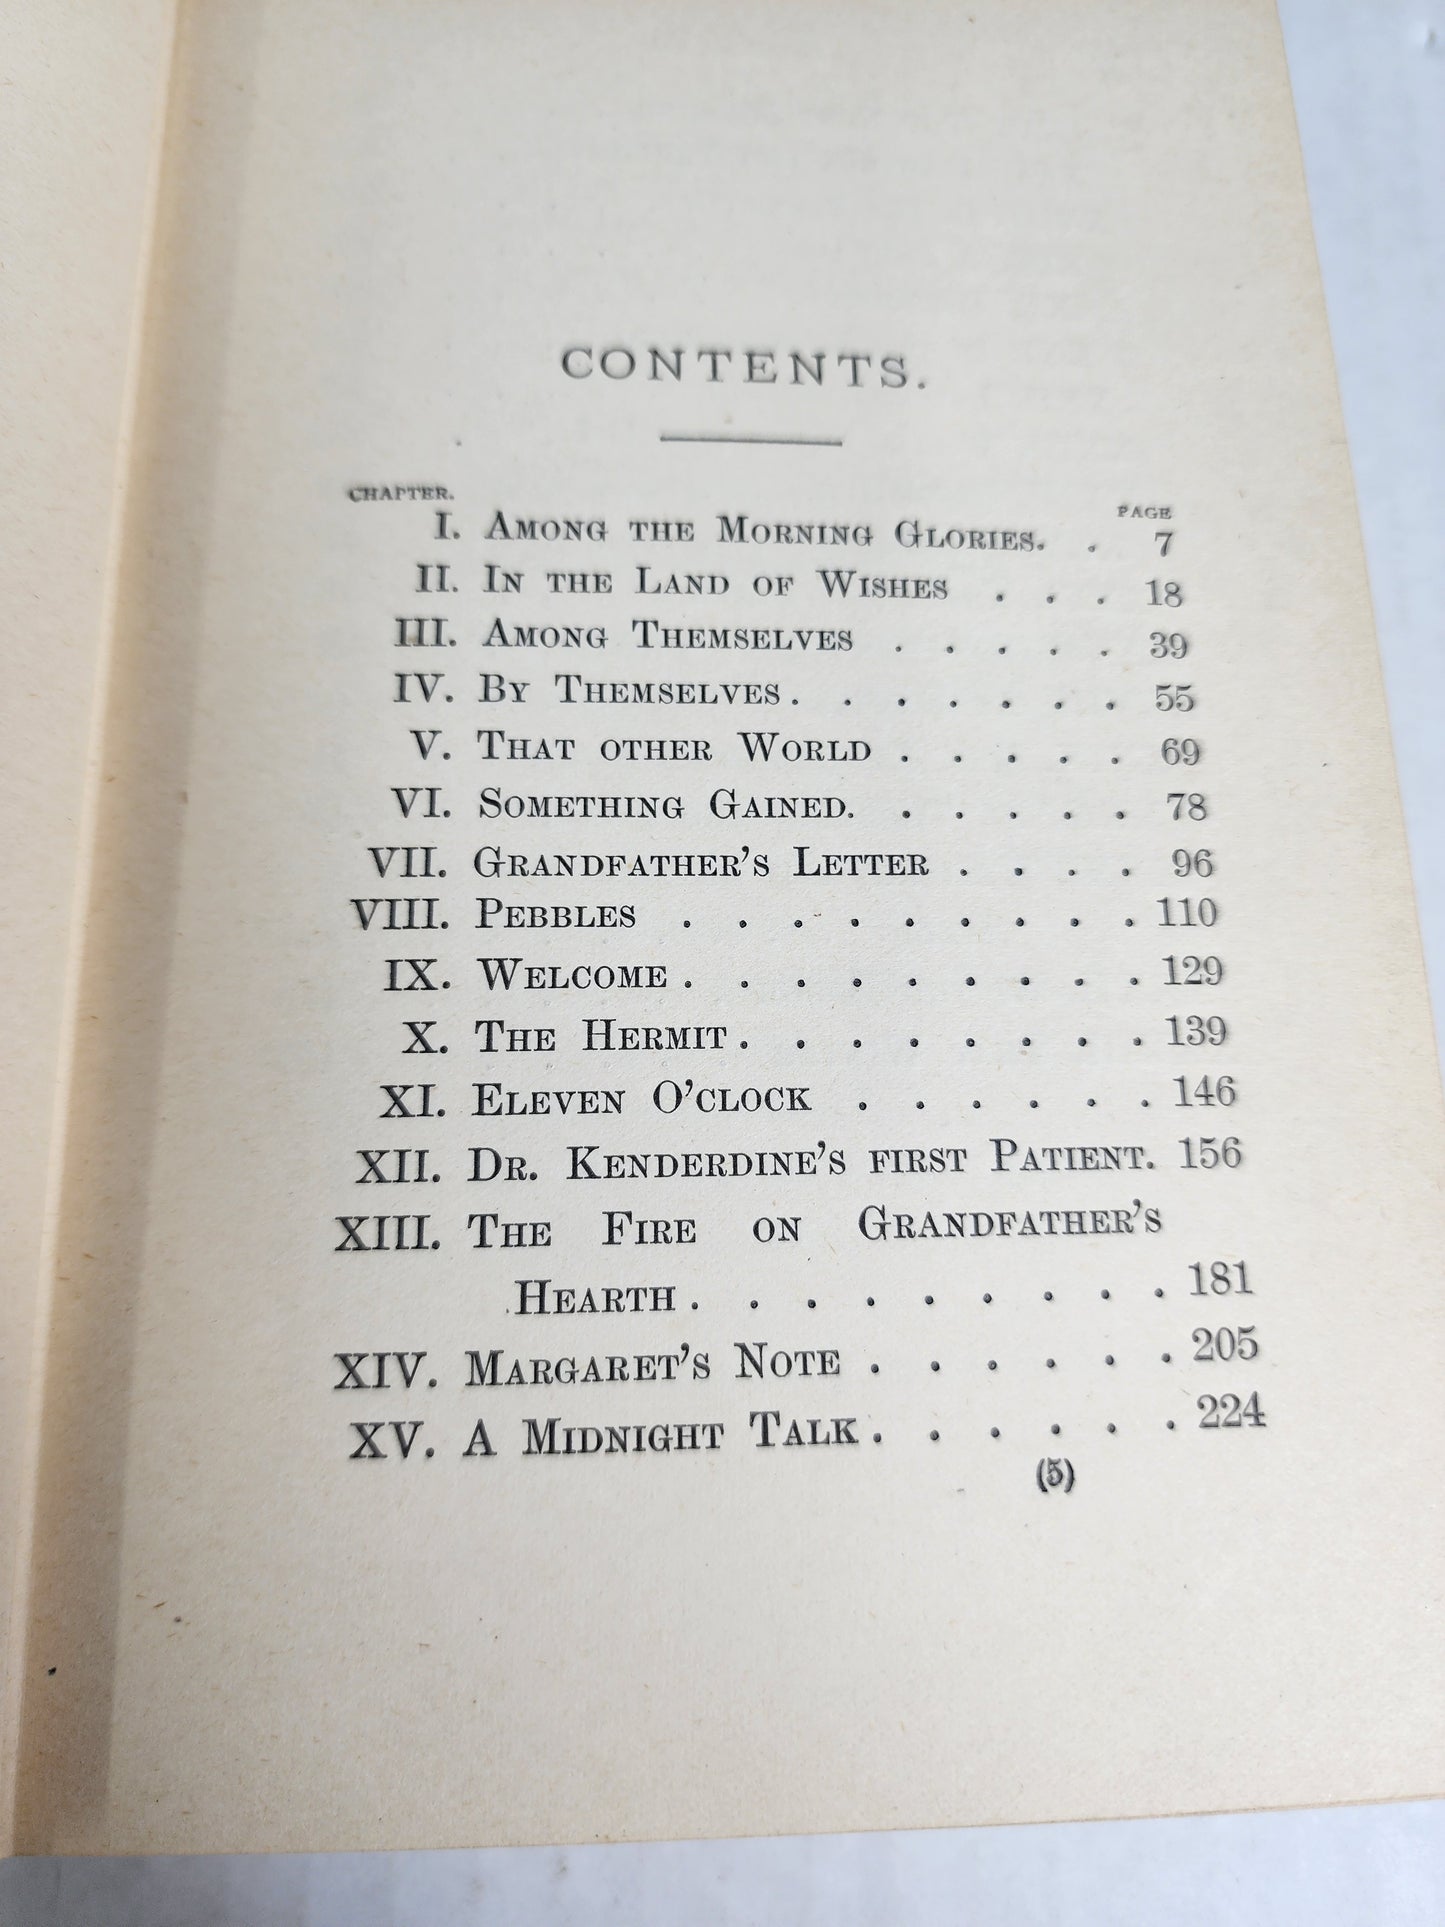 CONTENTS.
CHAPTER. PAGE
I. AMONG THE MORNING GLORIES. . 7
II. IN THE LAND OF WISHES . . . 18
III. AMONG THEMSELVES . . . . . 39
IV. BY THEMSELVES . . . . . . . 55
V. THAT OTHER WORLD . . . . . 69
VI. SOMETHING GAINED. . . . . . 78
VII. GRANDFATHER'S LETTER . . . . 96
VIII. PEBBLES . . . . . . . . . 110
IX. WELCOME . . . . . . . . . 129
X. THE HERMIT . . . . . . . . 139
XI. ELEVEN O'CLOCK . . . . . . 146
XII. DR. KENDERDINE'S FIRST PATIENT. 156
XIII. THE FIRE ON GRANDFATHER'S
HEARTH . . . . . . . . . 181
XIV. MARGARET'S NOTE . . . . . . 205
XV. A MIDNIGHT TALK . . . . . . 224
(5)